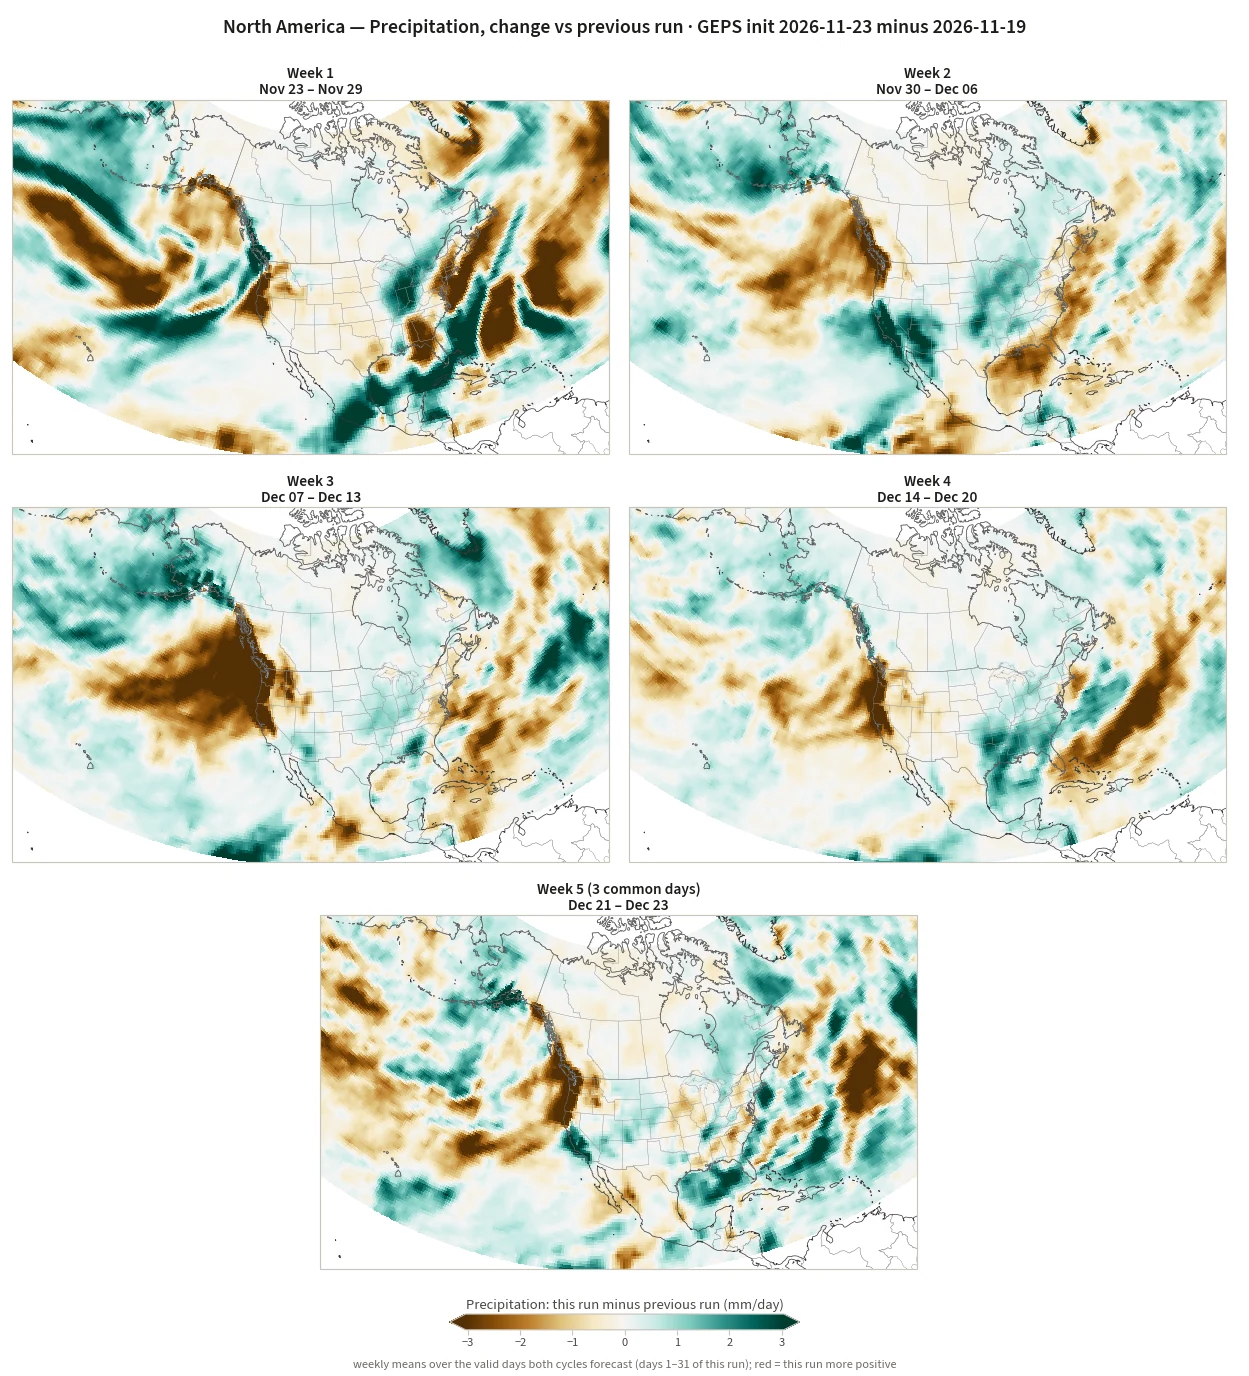 North America — Precipitation, change vs previous run · GEPS init 2026-11-23 minus 2026-11-19
Week 1
Nov 23 – Nov 29
Week 2
Nov 30 – Dec 06
Week 3
Dec 07 – Dec 13
Week 4
Dec 14 – Dec 20
Week 5 (3 common days)
Dec 21 – Dec 23
Precipitation: this run minus previous run (mm/day)
−3 −2 −1 0 1 2 3
weekly means over the valid days both cycles forecast (days 1–31 of this run); red = this run more positive